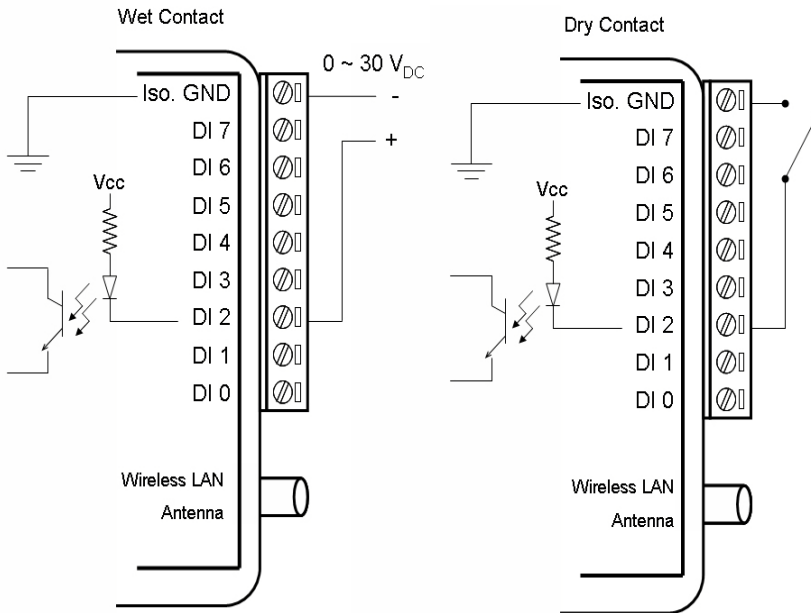 Wet Contact
0 ~ 30 VDC
Iso. GND
-
DI 7
+
DI 6
Vcc
DI 5
DI 4
DI 3
DI 2
DI 1
DI 0
Wireless LAN
Antenna
Dry Contact
Iso. GND
DI 7
DI 6
Vcc
DI 5
DI 4
DI 3
DI 2
DI 1
DI 0
Wireless LAN
Antenna